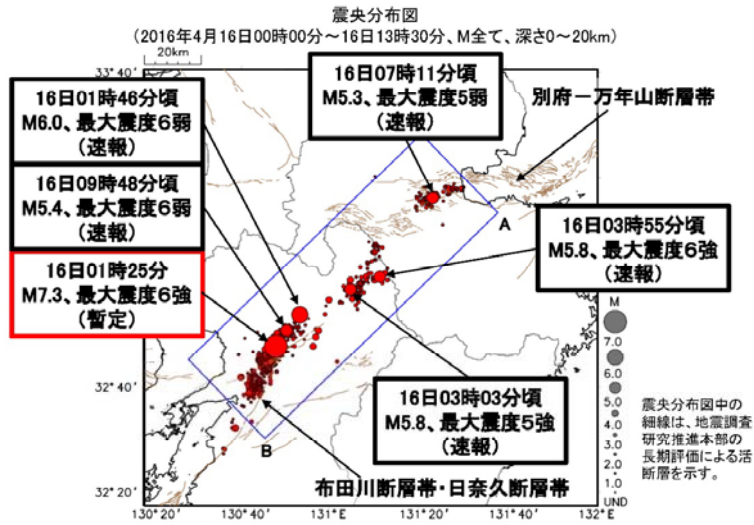 震央分布図
(2016年4月16日00時00分～16日13時30分、M全て、深さ0～20km)
20km
33°40'
16日01時46分頃
M6.0、最大震度６弱
(速報)
16日07時11分頃
M5.3、最大震度５弱
(速報)
別府－万年山断層帯
16日09時48分頃
M5.4、最大震度６弱
(速報)
A
16日03時55分頃
M5.8、最大震度６強
(速報)
16日01時25分
M7.3、最大震度６強
(暫定)
M
7.0
6.0
5.0
4.0
3.0
2.0
1.0
UND
32°40'
16日03時03分頃
M5.8、最大震度５強
(速報)
震央分布図中の
細線は、地震調査
研究推進本部の
長期評価による活
断層を示す。
B
布田川断層帯・日奈久断層帯
32°20'
130°20'
130°40'
131°E
131°20'
131°40'
132°E